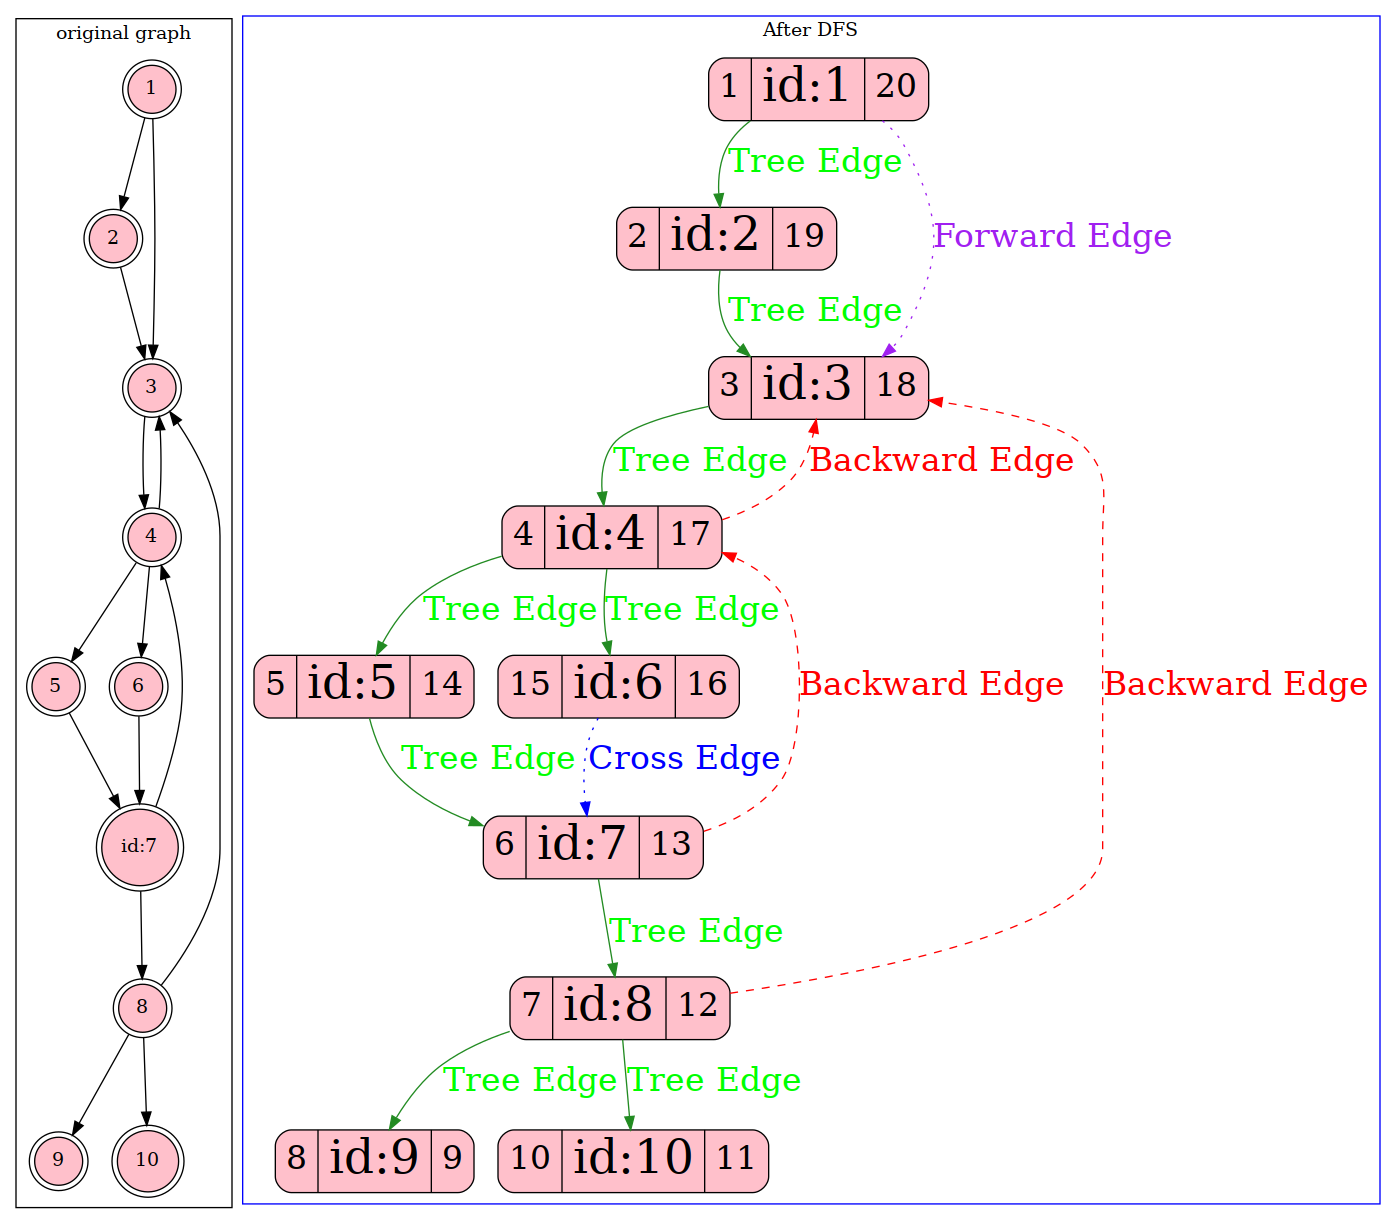 original graph
1
2
3
4
5
6
id:7
8
9
10
After DFS
1 id:1 20
Tree Edge
2 id:2 19
Forward Edge
Tree Edge
3 id:3 18
Tree Edge
Backward Edge
4 id:4 17
Tree Edge
Tree Edge
5 id:5 14
15 id:6 16
Backward Edge
Backward Edge
Tree Edge
Cross Edge
6 id:7 13
Tree Edge
7 id:8 12
Tree Edge
Tree Edge
8 id:9 9
10 id:10 11